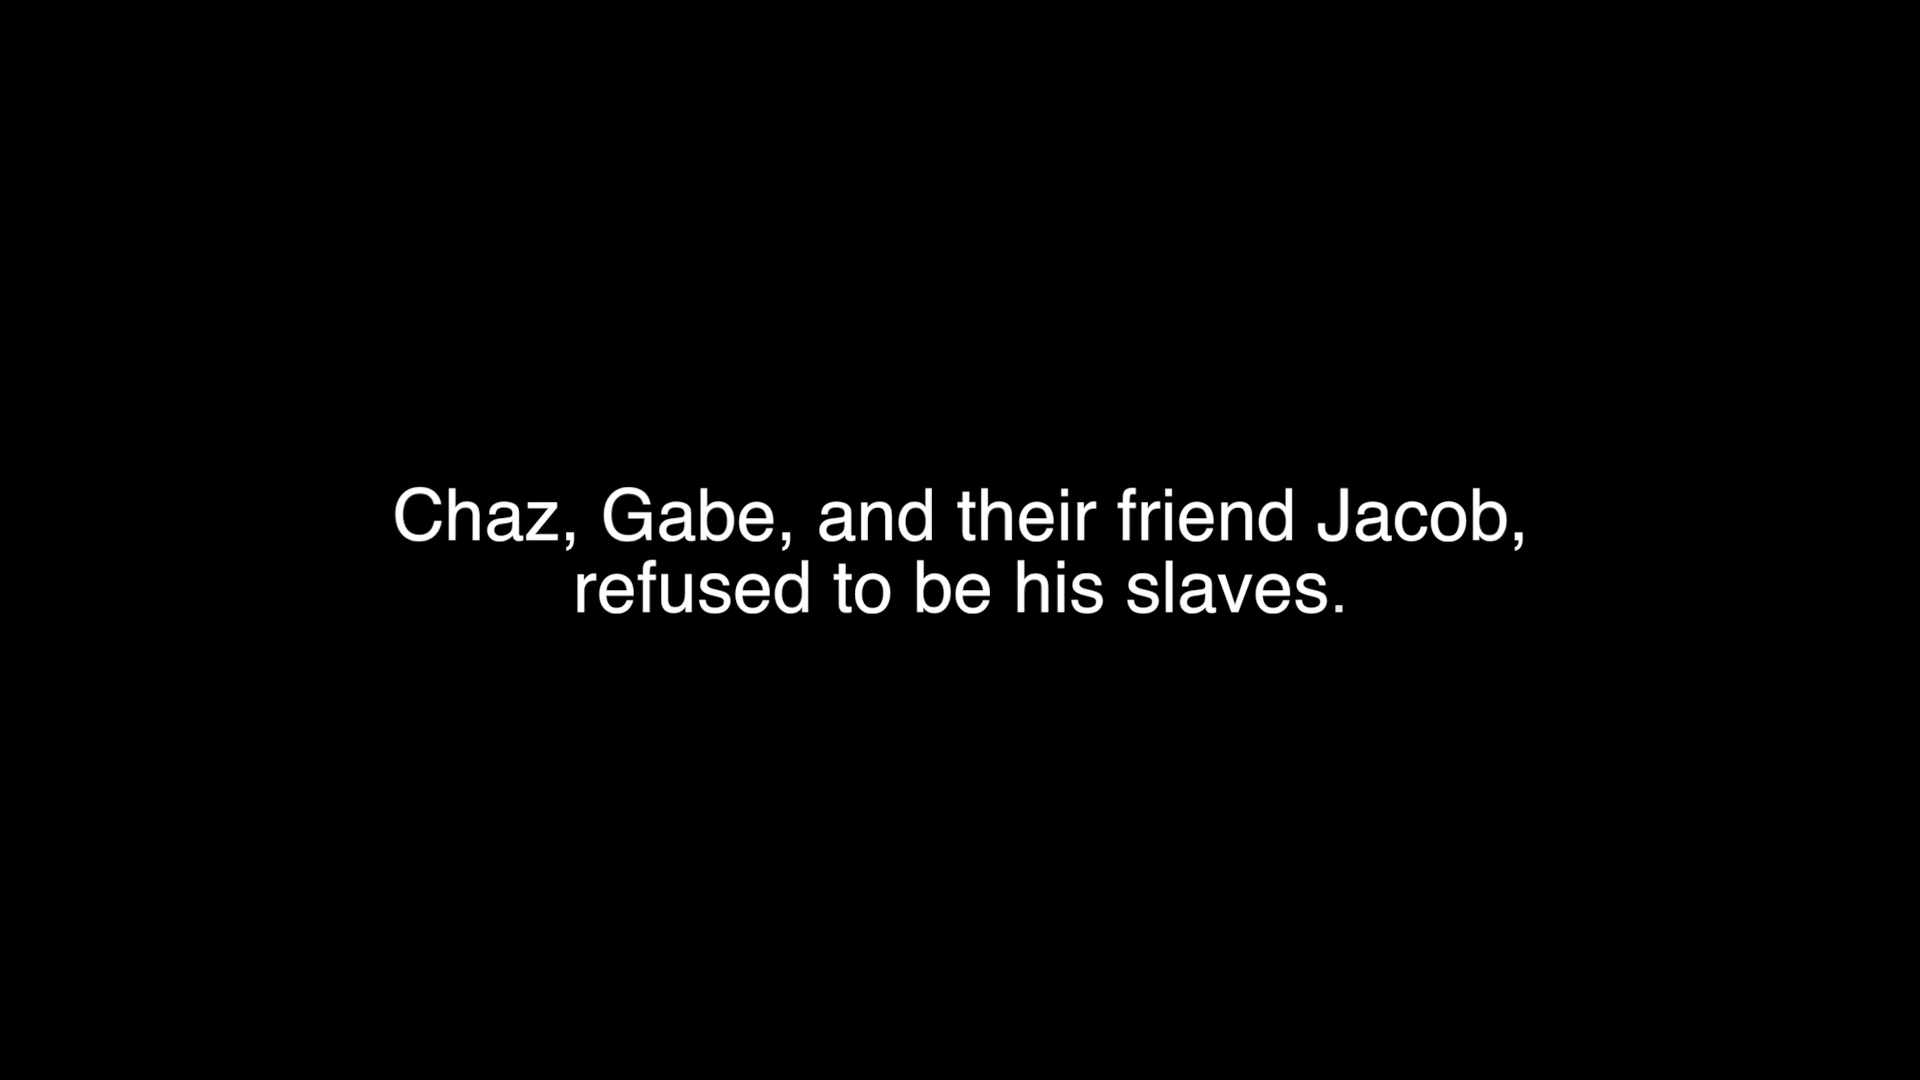 Chaz, Gabe, and their friend Jacob,
refused to be his slaves.